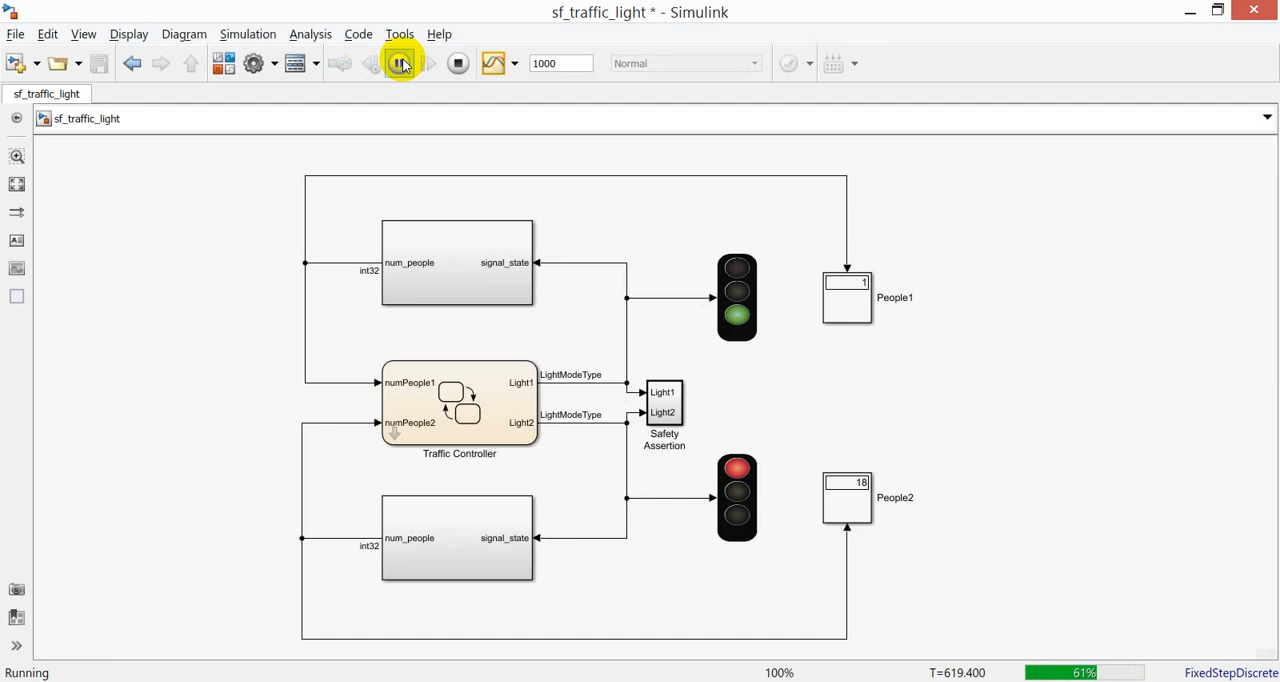 sf_traffic_light * - Simulink
File Edit View Display Diagram Simulation Analysis Code Tools Help
1000 Normal
sf_traffic_light
sf_traffic_light
num_people signal_state
int32
1
People1
numPeople1 Light1 LightModeType
numPeople2 Light2 LightModeType
Traffic Controller
Light1
Light2
Safety
Assertion
18
People2
num_people signal_state
int32
Running 100% T=619.400 61% FixedStepDiscrete